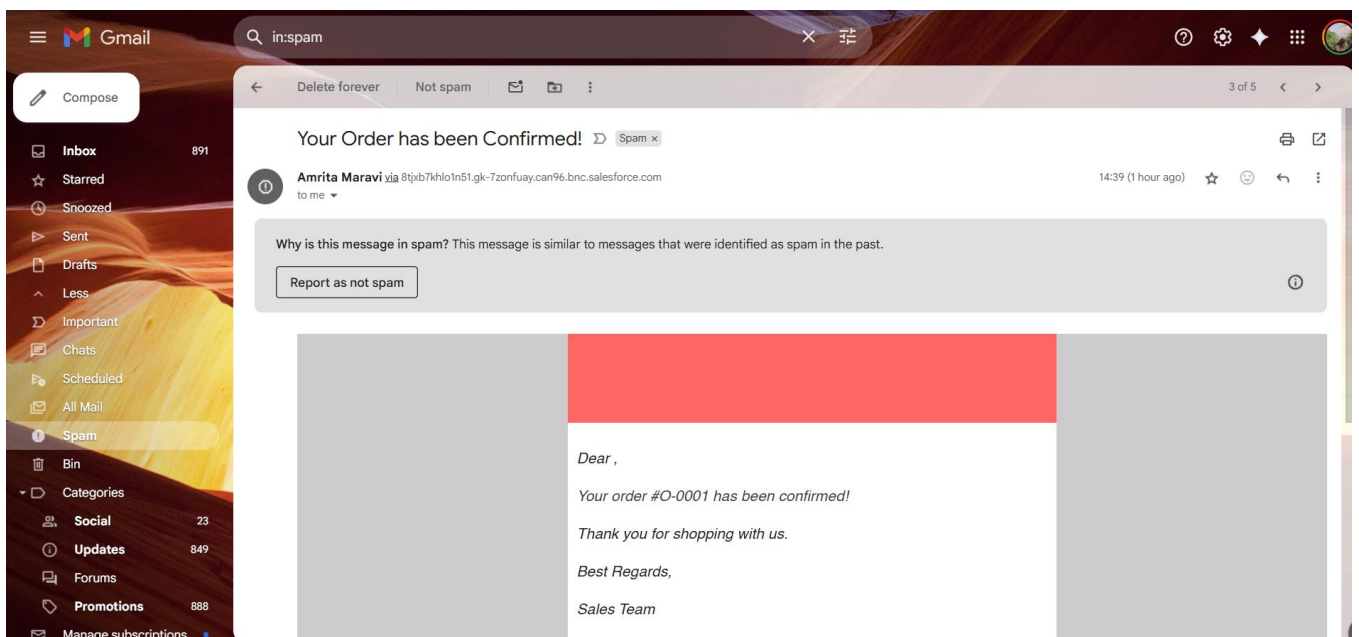 Gmail
in:spam
Compose
Delete forever
Not spam
3 of 5
Inbox 891
Starred
Snoozed
Sent
Drafts
Less
Important
Chats
Scheduled
All Mail
Spam
Bin
Categories
Social 23
Updates 849
Forums
Promotions 888
Manage subscriptions
Your Order has been Confirmed! Spam ×
Amrita Maravi via 8tjxb7khlo1n51.gk-7zonfuay.can96.bnc.salesforce.com 14:39 (1 hour ago)
to me
Why is this message in spam? This message is similar to messages that were identified as spam in the past.
Report as not spam
Dear ,
Your order #O-0001 has been confirmed!
Thank you for shopping with us.
Best Regards,
Sales Team